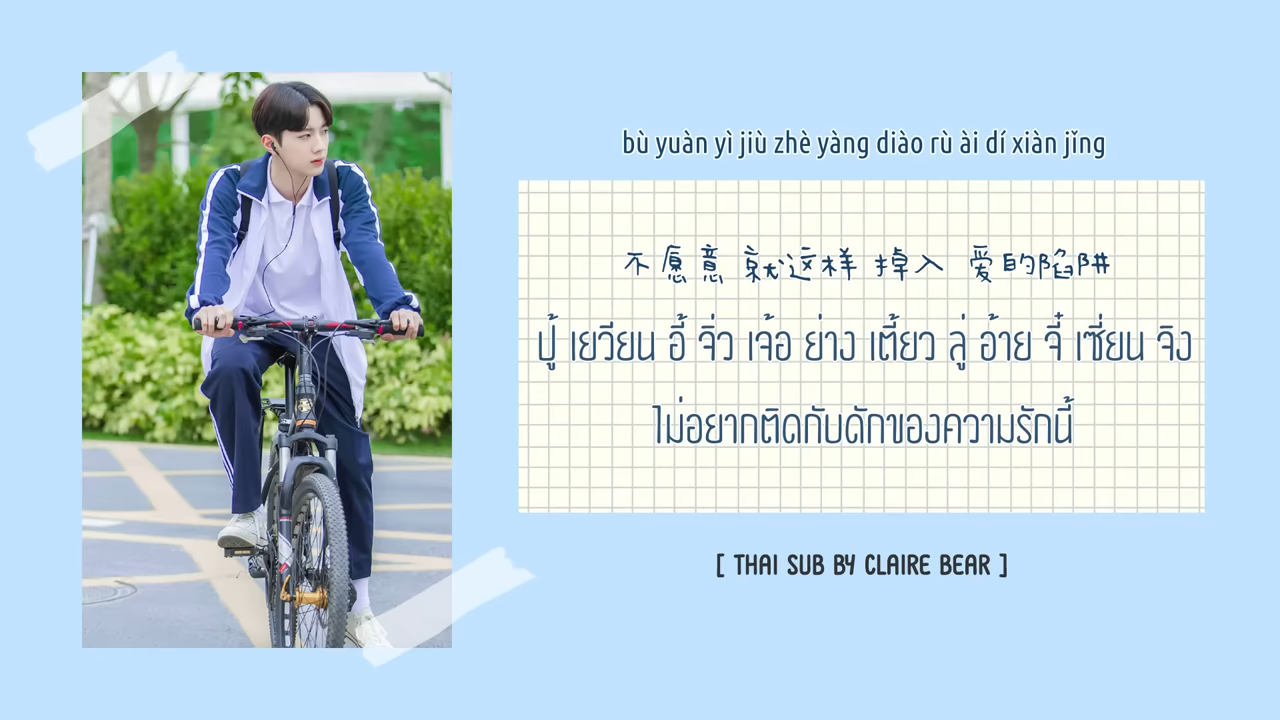 bù yuàn yì jiù zhè yàng diào rù ài dí xiàn jǐng
不愿意 就这样 掉入 爱的陷阱
ปู้ เยวียน อี้ จิ่ว เจ้อ ย่าง เตี้ยว ลู่ อ้าย จี๋ เซี่ยน จิง
ไม่อยากติดกับดักของความรักนี้
[ THAI SUB BY CLAIRE BEAR ]